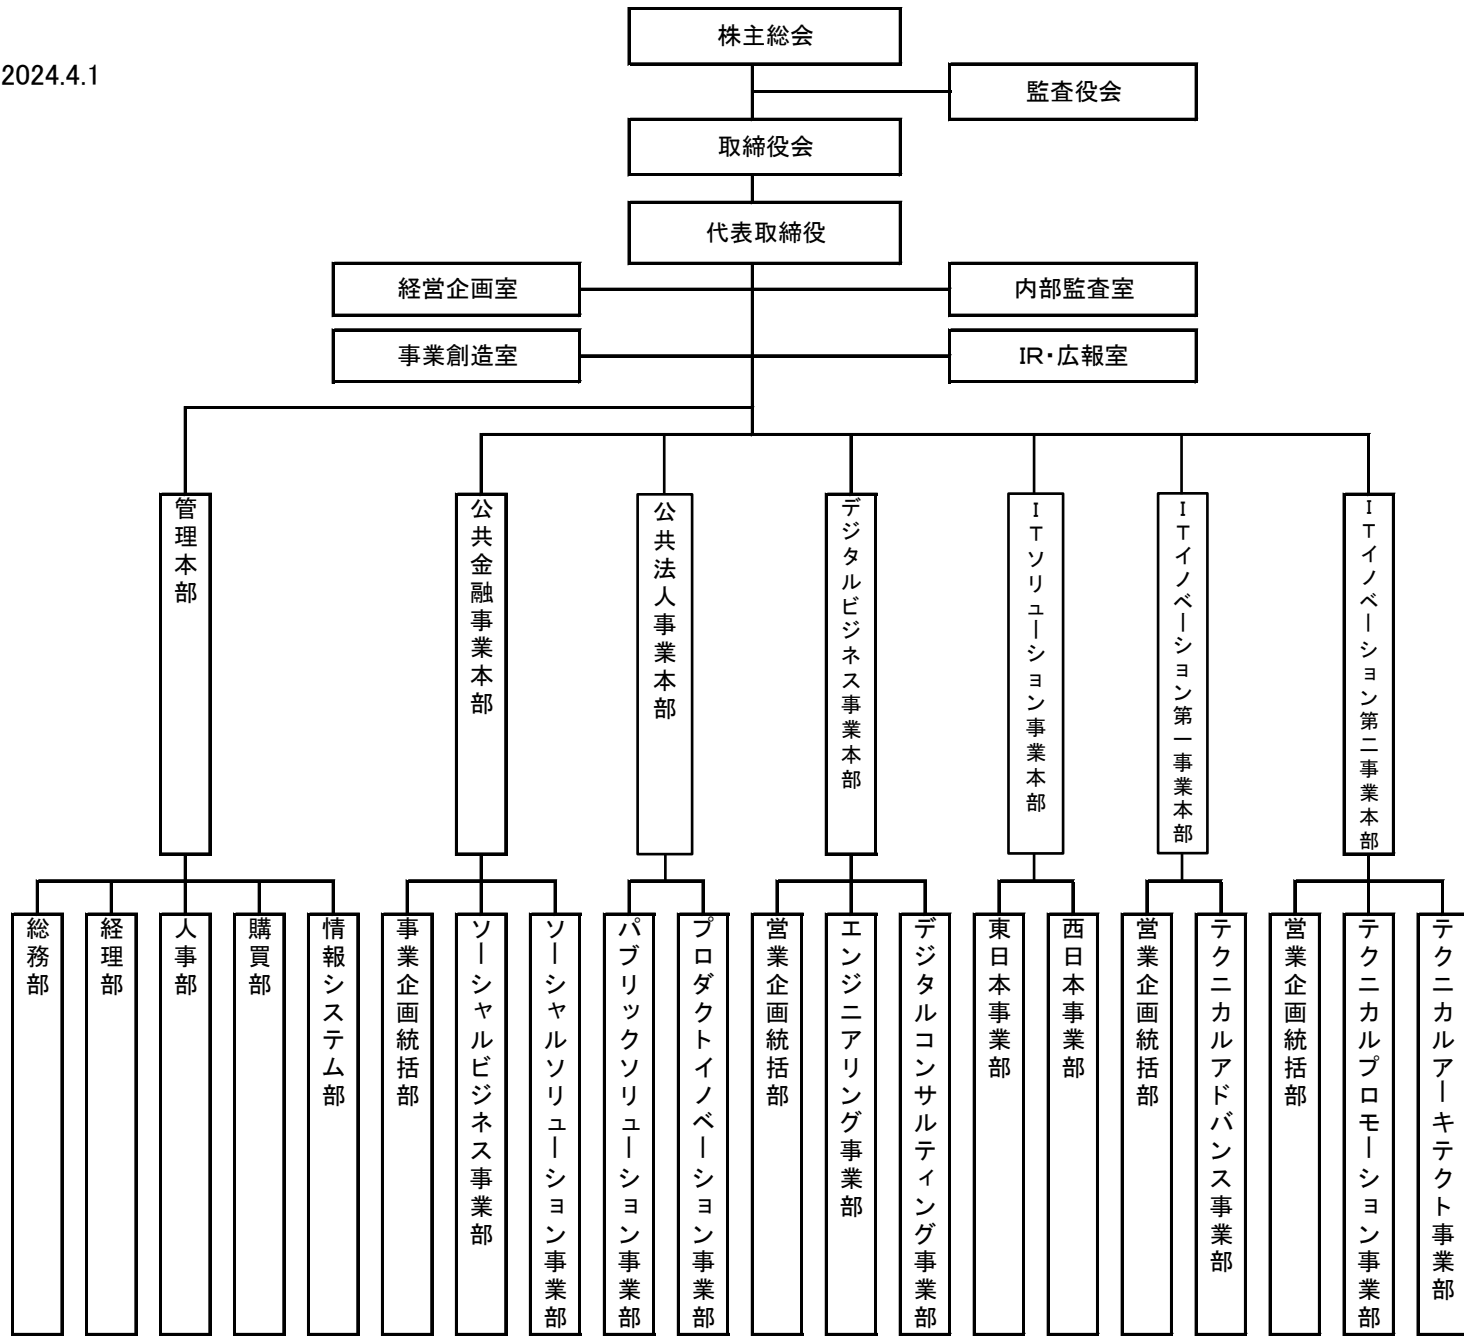 株主総会
2024.4.1
監査役会
取締役会
代表取締役
経営企画室
内部監査室
事業創造室
IR・広報室
管理本部
公共金融事業本部
公共法人事業本部
デジタルビジネス事業本部
ITソリューション事業本部
ITイノベーション第一事業本部
ITイノベーション第二事業本部
総務部
経理部
人事部
購買部
情報システム部
事業企画統括部
ソーシャルビジネス事業部
ソーシャルソリューション事業部
パブリックソリューション事業部
プロダクトイノベーション事業部
営業企画統括部
エンジニアリング事業部
デジタルコンサルティング事業部
東日本事業部
西日本事業部
営業企画統括部
テクニカルアドバンス事業部
営業企画統括部
テクニカルプロモーション事業部
テクニカルアーキテクト事業部